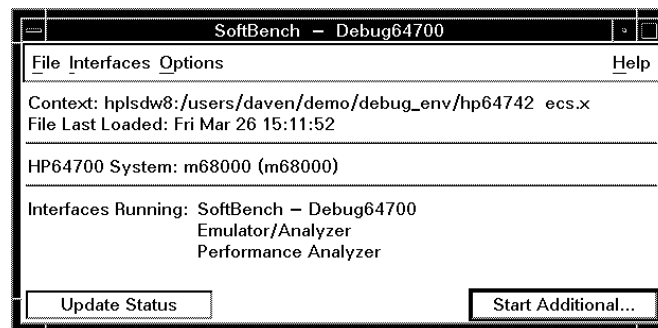 SoftBench – Debug64700
File Interfaces Options Help
Context: hplsdw8:/users/daven/demo/debug_env/hp64742 ecs.x
File Last Loaded: Fri Mar 26 15:11:52
HP64700 System: m68000 (m68000)
Interfaces Running: SoftBench – Debug64700
Emulator/Analyzer
Performance Analyzer
Update Status Start Additional...